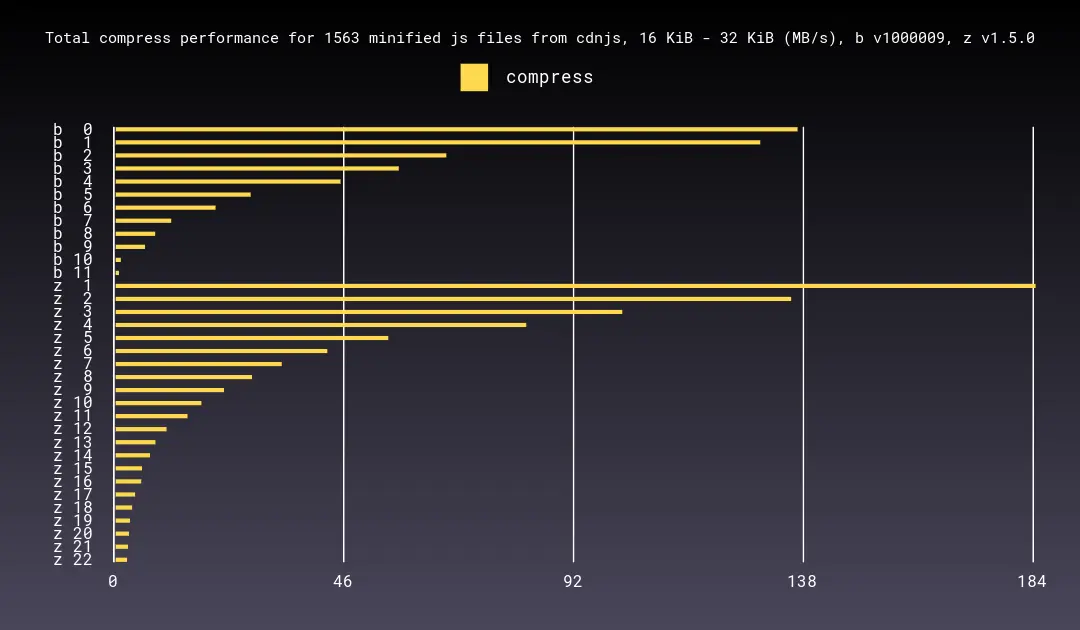 Total compress performance for 1563 minified js files from cdnjs, 16 KiB - 32 KiB (MB/s), b v1000009, z v1.5.0
compress
b 0
b 1
b 2
b 3
b 4
b 5
b 6
b 7
b 8
b 9
b 10
b 11
z 1
z 2
z 3
z 4
z 5
z 6
z 7
z 8
z 9
z 10
z 11
z 12
z 13
z 14
z 15
z 16
z 17
z 18
z 19
z 20
z 21
z 22
0 46 92 138 184